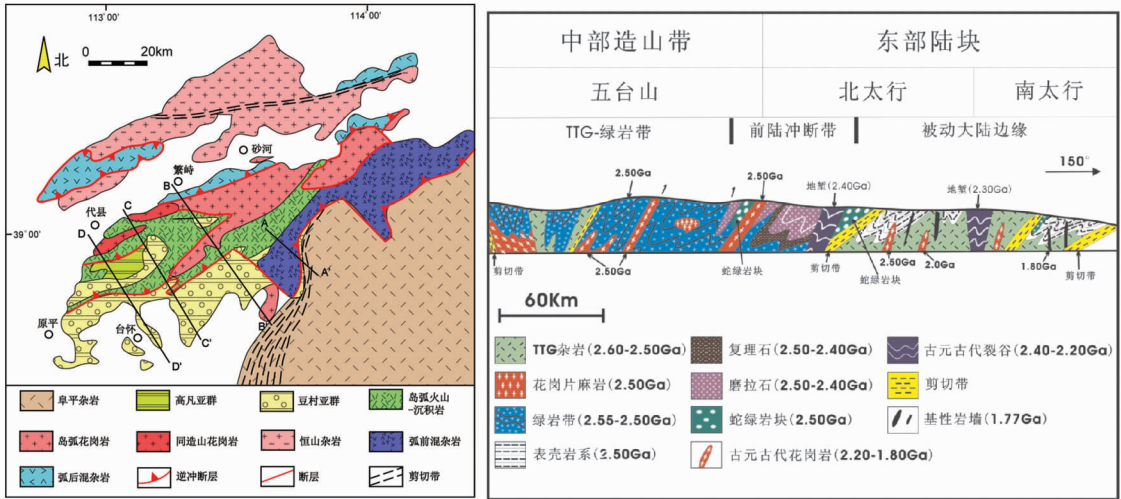 113°00'
114°00'
北
0
20km
砂河
繁峙
B
代县
C
D
39°00'
A
A'
原平
台怀
B'
C'
D'
阜平杂岩
高凡亚群
豆村亚群
岛弧火山
-沉积岩
岛弧花岗岩
同造山花岗岩
恒山杂岩
弧前混杂岩
弧后混杂岩
逆冲断层
断层
剪切带
中部造山带
东部陆块
五台山
北太行
南太行
TTG-绿岩带
前陆冲断带
被动大陆边缘
150°
2.50Ga
2.50Ga
地堑(2.40Ga)
地堑(2.30Ga)
剪切带
2.50Ga
蛇绿岩块
剪切带
蛇绿岩块
2.50Ga
2.0Ga
1.80Ga
剪切带
60Km
TTG杂岩(2.60-2.50Ga)
复理石(2.50-2.40Ga)
古元古代裂谷(2.40-2.20Ga)
花岗片麻岩(2.50Ga)
磨拉石(2.50-2.40Ga)
剪切带
绿岩带(2.55-2.50Ga)
蛇绿岩块(2.50Ga)
基性岩墙(1.77Ga)
表壳岩系(2.50Ga)
古元古代花岗岩(2.20-1.80Ga)